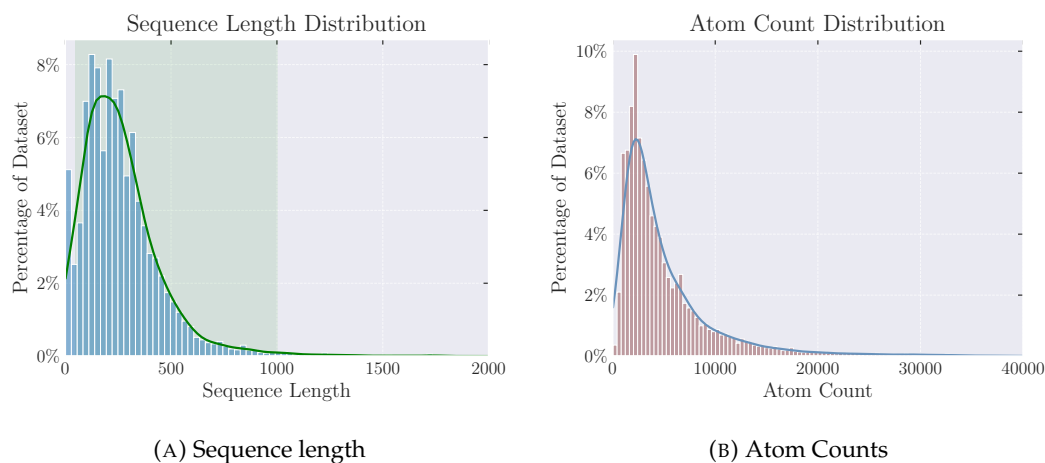 Sequence Length Distribution
8%
6%
4%
2%
0%
Percentage of Dataset
0 500 1000 1500 2000
Sequence Length
(A) Sequence length
Atom Count Distribution
10%
8%
6%
4%
2%
0%
Percentage of Dataset
0 10000 20000 30000 40000
Atom Count
(B) Atom Counts